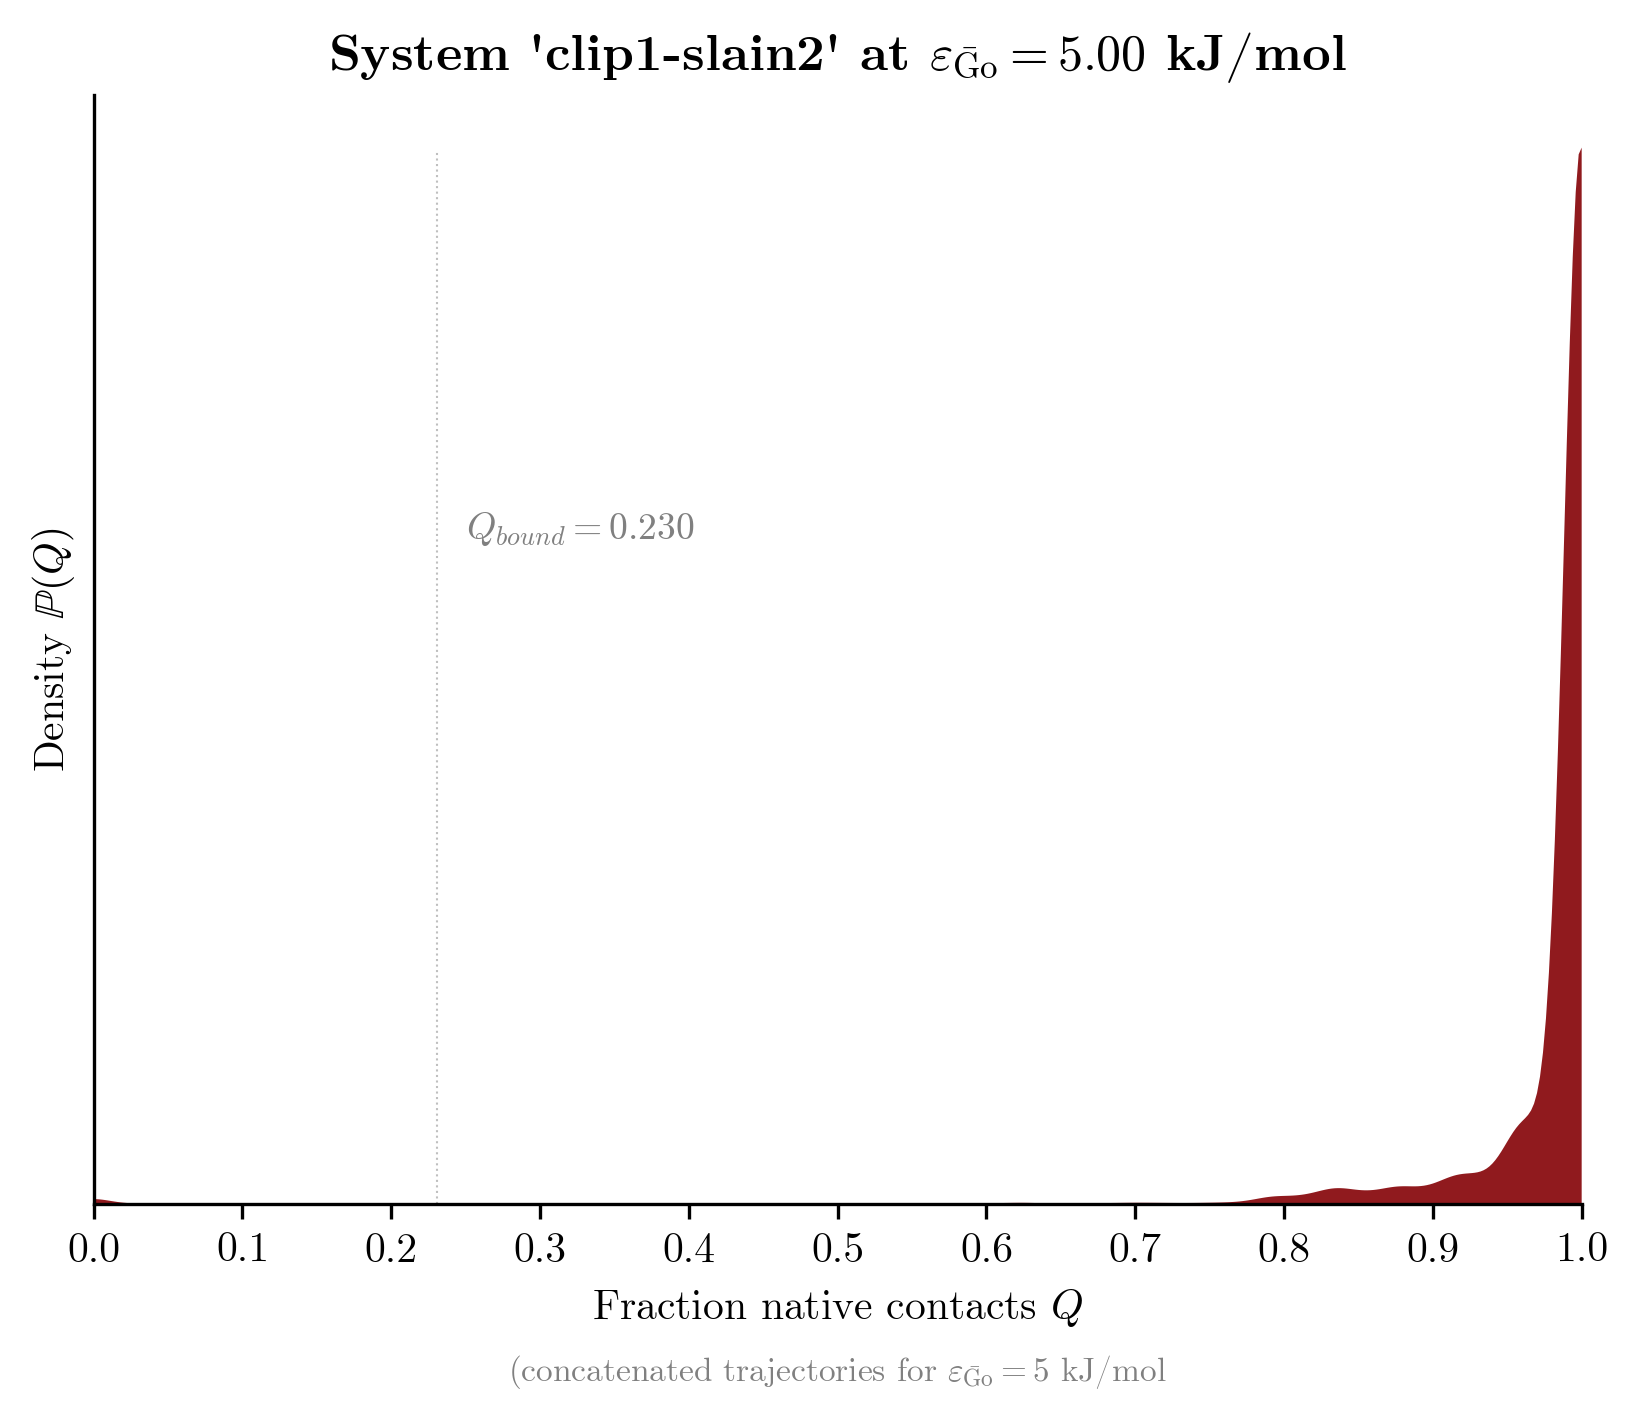 System 'clip1-slain2' at ε_Ḡo = 5.00 kJ/mol
Q_bound = 0.230
Density ℙ(Q)
0.0 0.1 0.2 0.3 0.4 0.5 0.6 0.7 0.8 0.9 1.0
Fraction native contacts Q
(concatenated trajectories for ε_Ḡo = 5 kJ/mol